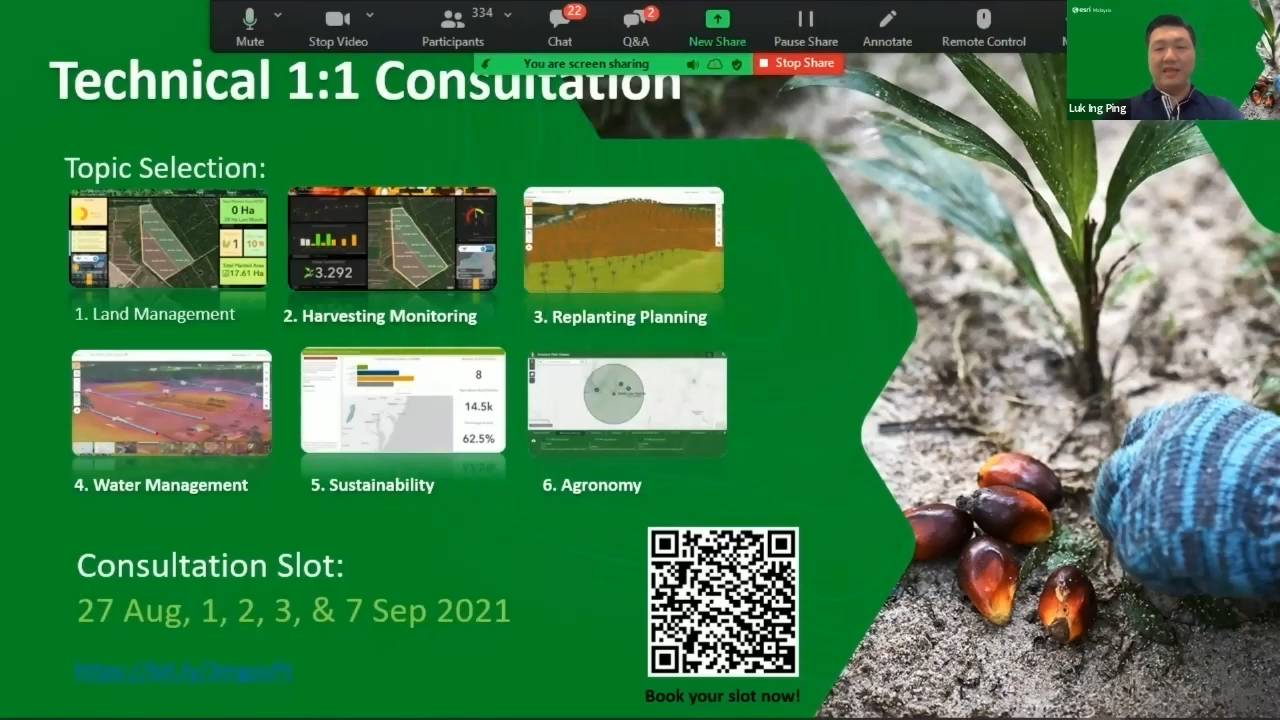 334
22
2
Mute
Stop Video
Participants
Chat
Q&A
New Share
Pause Share
Annotate
Remote Control
You are screen sharing
Stop Share
esri Malaysia
Luk Ing Ping
Technical 1:1 Consultation
Topic Selection:
0 Ha
1
10
17.61 Ha
3.292
1. Land Management
2. Harvesting Monitoring
3. Replanting Planning
8
14.5k
62.5%
4. Water Management
5. Sustainability
6. Agronomy
Consultation Slot:
27 Aug, 1, 2, 3, & 7 Sep 2021
Book your slot now!